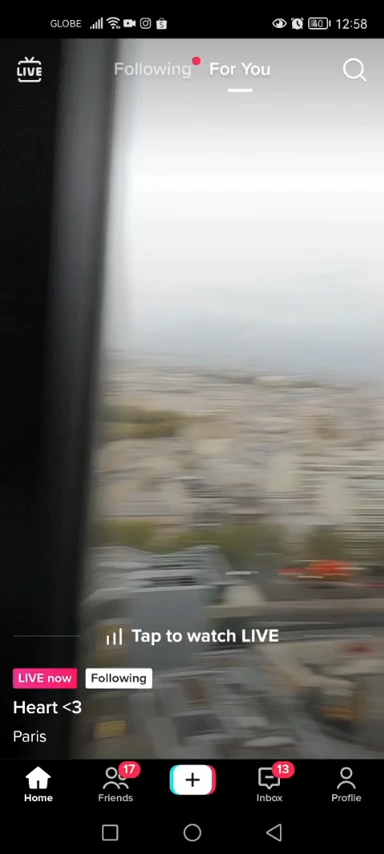 GLOBE 40 12:58
LIVE Following For You
Tap to watch LIVE
LIVE now Following
Heart <3
Paris
17 13
Home Friends Inbox Profile